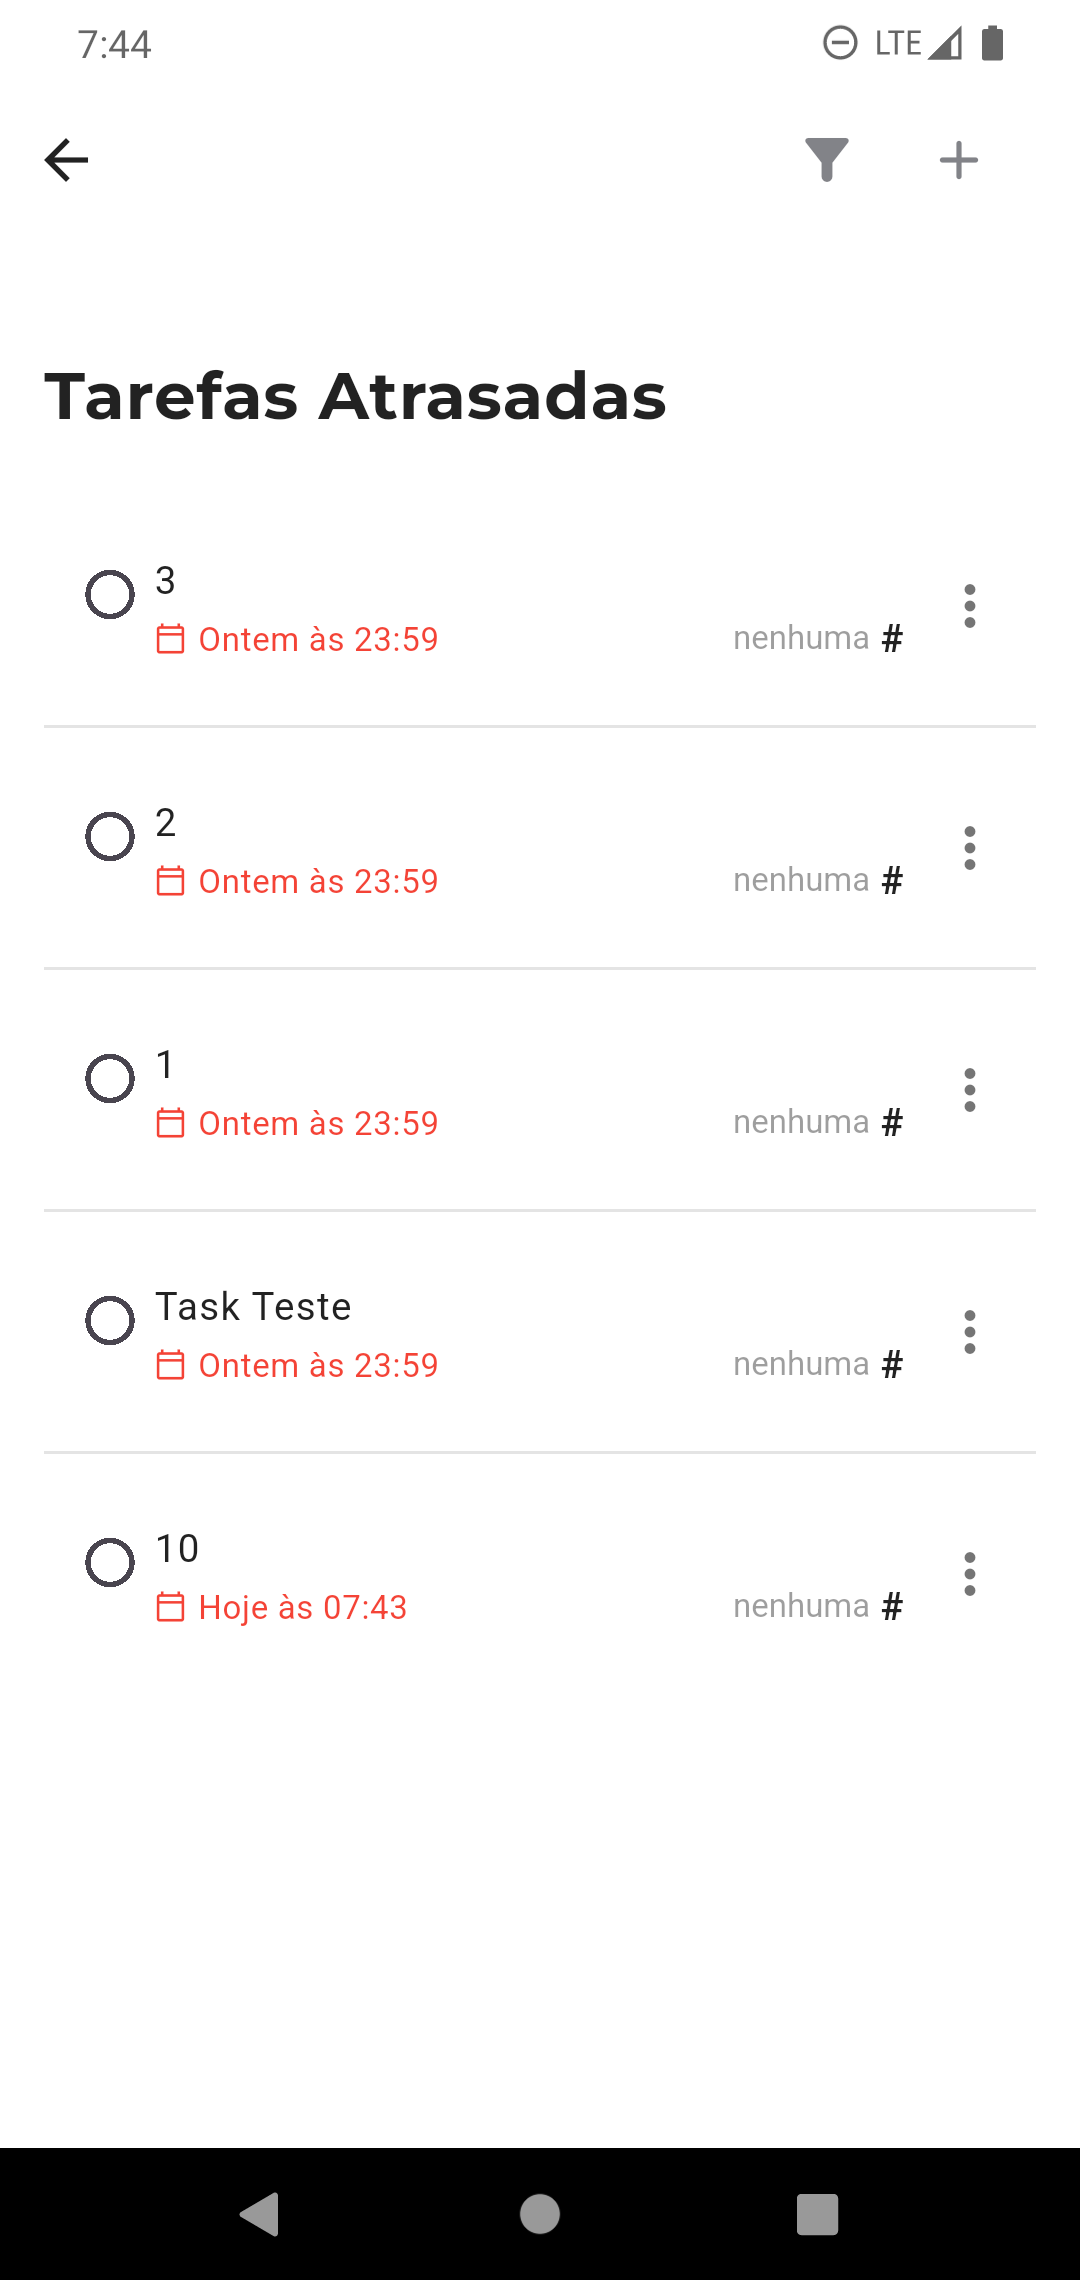 7:44 LTE
Tarefas Atrasadas
3
Ontem às 23:59 nenhuma #
2
Ontem às 23:59 nenhuma #
1
Ontem às 23:59 nenhuma #
Task Teste
Ontem às 23:59 nenhuma #
10
Hoje às 07:43 nenhuma #